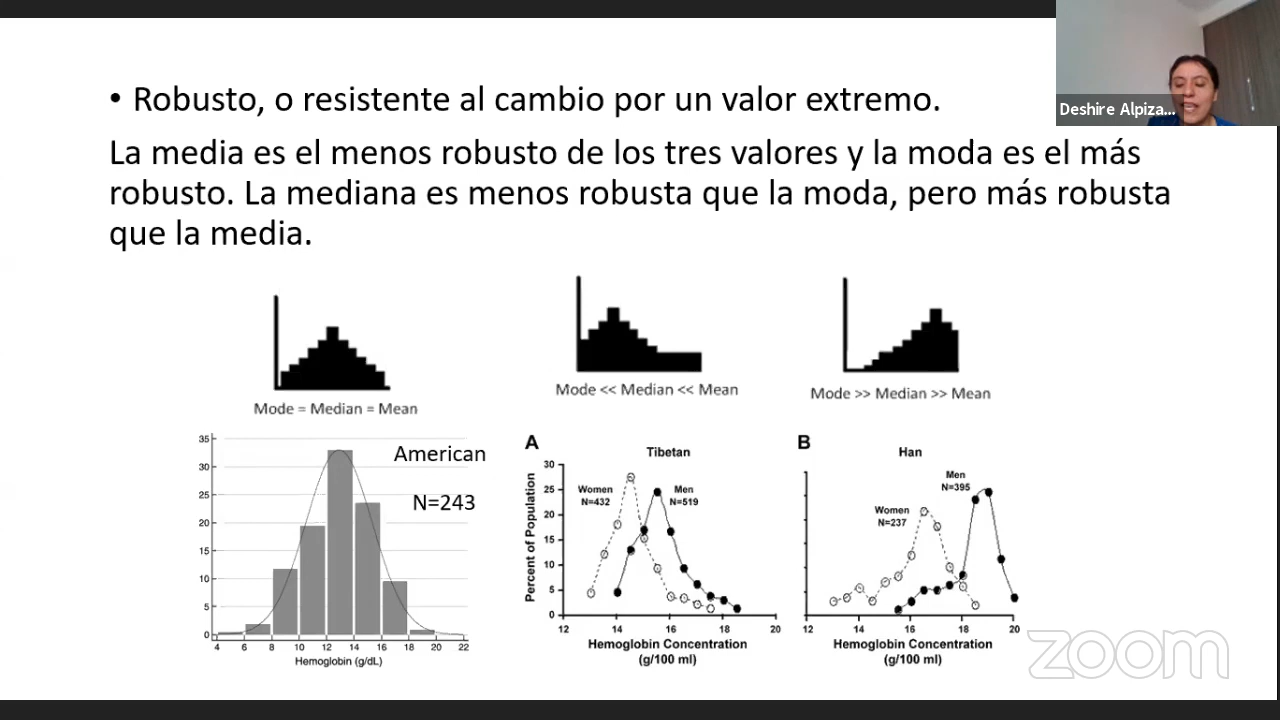 • Robusto, o resistente al cambio por un valor extremo.
La media es el menos robusto de los tres valores y la moda es el más
robusto. La mediana es menos robusta que la moda, pero más robusta
que la media.
Deshire Alpiza...
Mode = Median = Mean
Mode << Median << Mean
Mode >> Median >> Mean
American
N=243
35
30
25
20
15
10
5
0
4 6 8 10 12 14 16 18 20 22
Hemoglobin (g/dL)
A
Tibetan
Women
N=432
Men
N=519
Percent of Population
30
25
20
15
10
5
0
12 14 16 18 20
Hemoglobin Concentration
(g/100 ml)
B
Han
Men
N=395
Women
N=237
12 14 16 18 20
Hemoglobin Concentration
(g/100 ml)
zoom